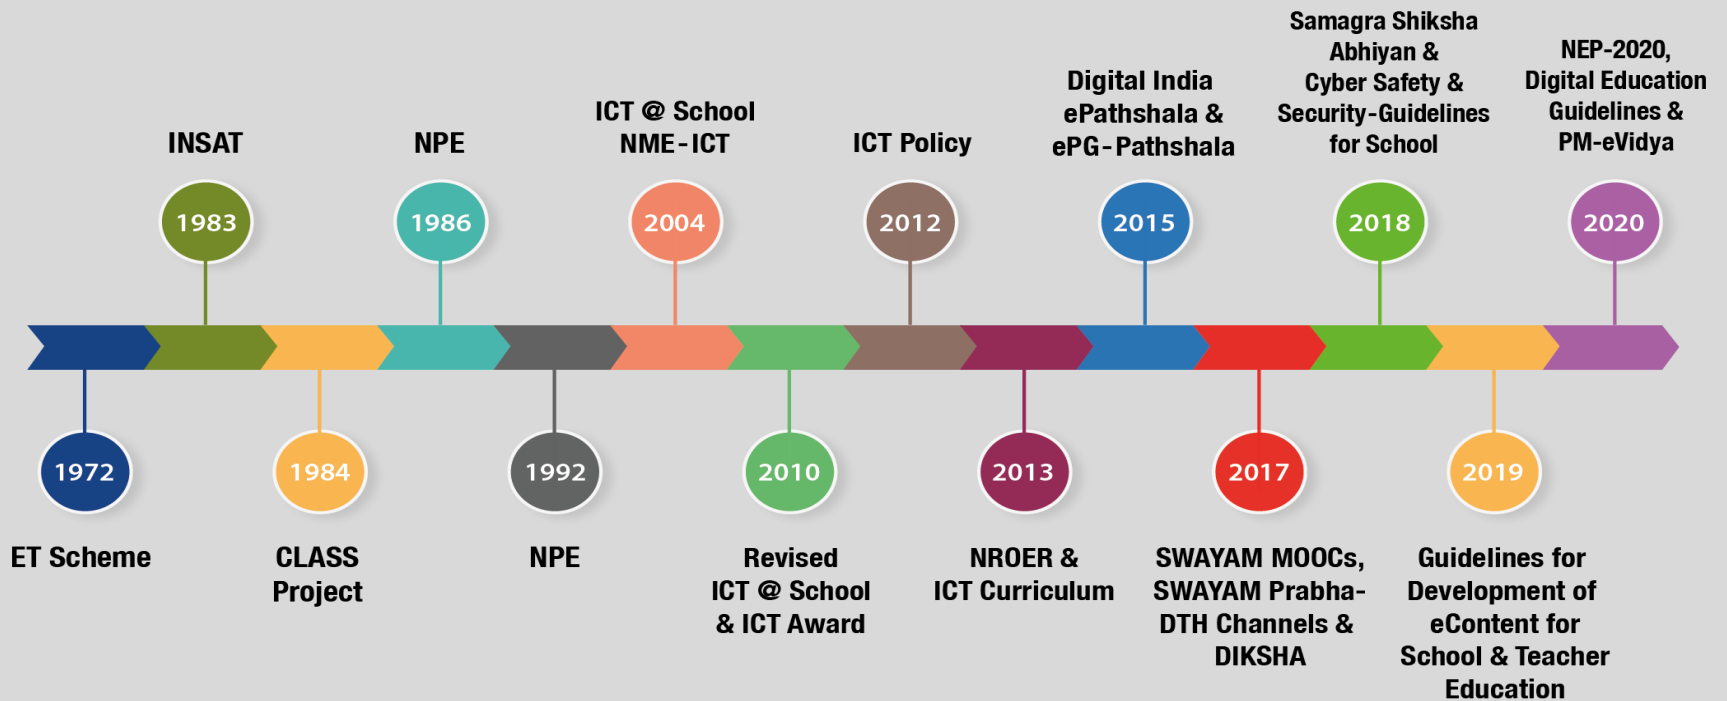 INSAT
1983
NPE
1986
ICT @ School
NME-ICT
2004
ICT Policy
2012
Digital India
ePathshala &
ePG-Pathshala
2015
Samagra Shiksha
Abhiyan &
Cyber Safety &
Security-Guidelines
for School
2018
NEP-2020,
Digital Education
Guidelines &
PM-eVidya
2020
1972
ET Scheme
1984
CLASS
Project
1992
NPE
2010
Revised
ICT @ School
& ICT Award
2013
NROER &
ICT Curriculum
2017
SWAYAM MOOCs,
SWAYAM Prabha-
DTH Channels &
DIKSHA
2019
Guidelines for
Development of
eContent for
School & Teacher
Education